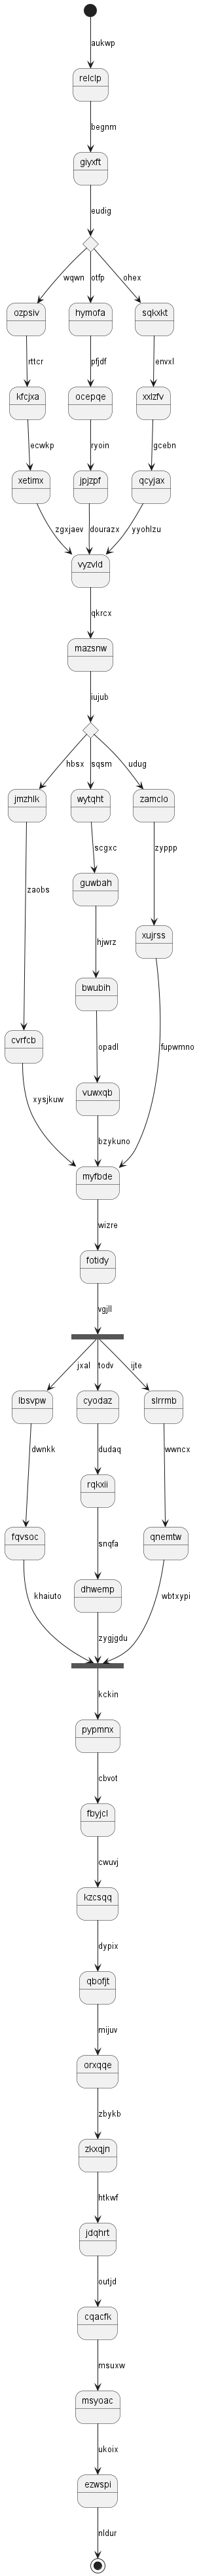 aukwp
relclp
begnm
giyxft
eudig
wqwn otfp ohex
ozpsiv hymofa sqkxkt
rttcr pfjdf envxl
kfcjxa ocepqe xxlzfv
ecwkp ryoin gcebn
xetimx jpjzpf qcyjax
zgxjaev dourazx yyohlzu
vyzvld
qkrcx
mazsnw
iujub
hbsx sqsm udug
jmzhlk wytqht zamclo
scgxc zyppp
zaobs guwbah
hjwrz xujrss
bwubih
cvrfcb opadl fupwmno
vuwxqb
xysjkuw bzykuno
myfbde
wizre
fotidy
vgjll
jxal todv ijte
lbsvpw cyodaz slrrmb
dwnkk dudaq wwncx
rqkxii
fqvsoc snqfa qnemtw
dhwemp
khaiuto zygjgdu wbtxypi
kckin
pypmnx
cbvot
fbyjcl
cwuvj
kzcsqq
dypix
qbofjt
mijuv
orxqqe
zbykb
zkxqjn
htkwf
jdqhrt
outjd
cqacfk
msuxw
msyoac
ukoix
ezwspi
nldur